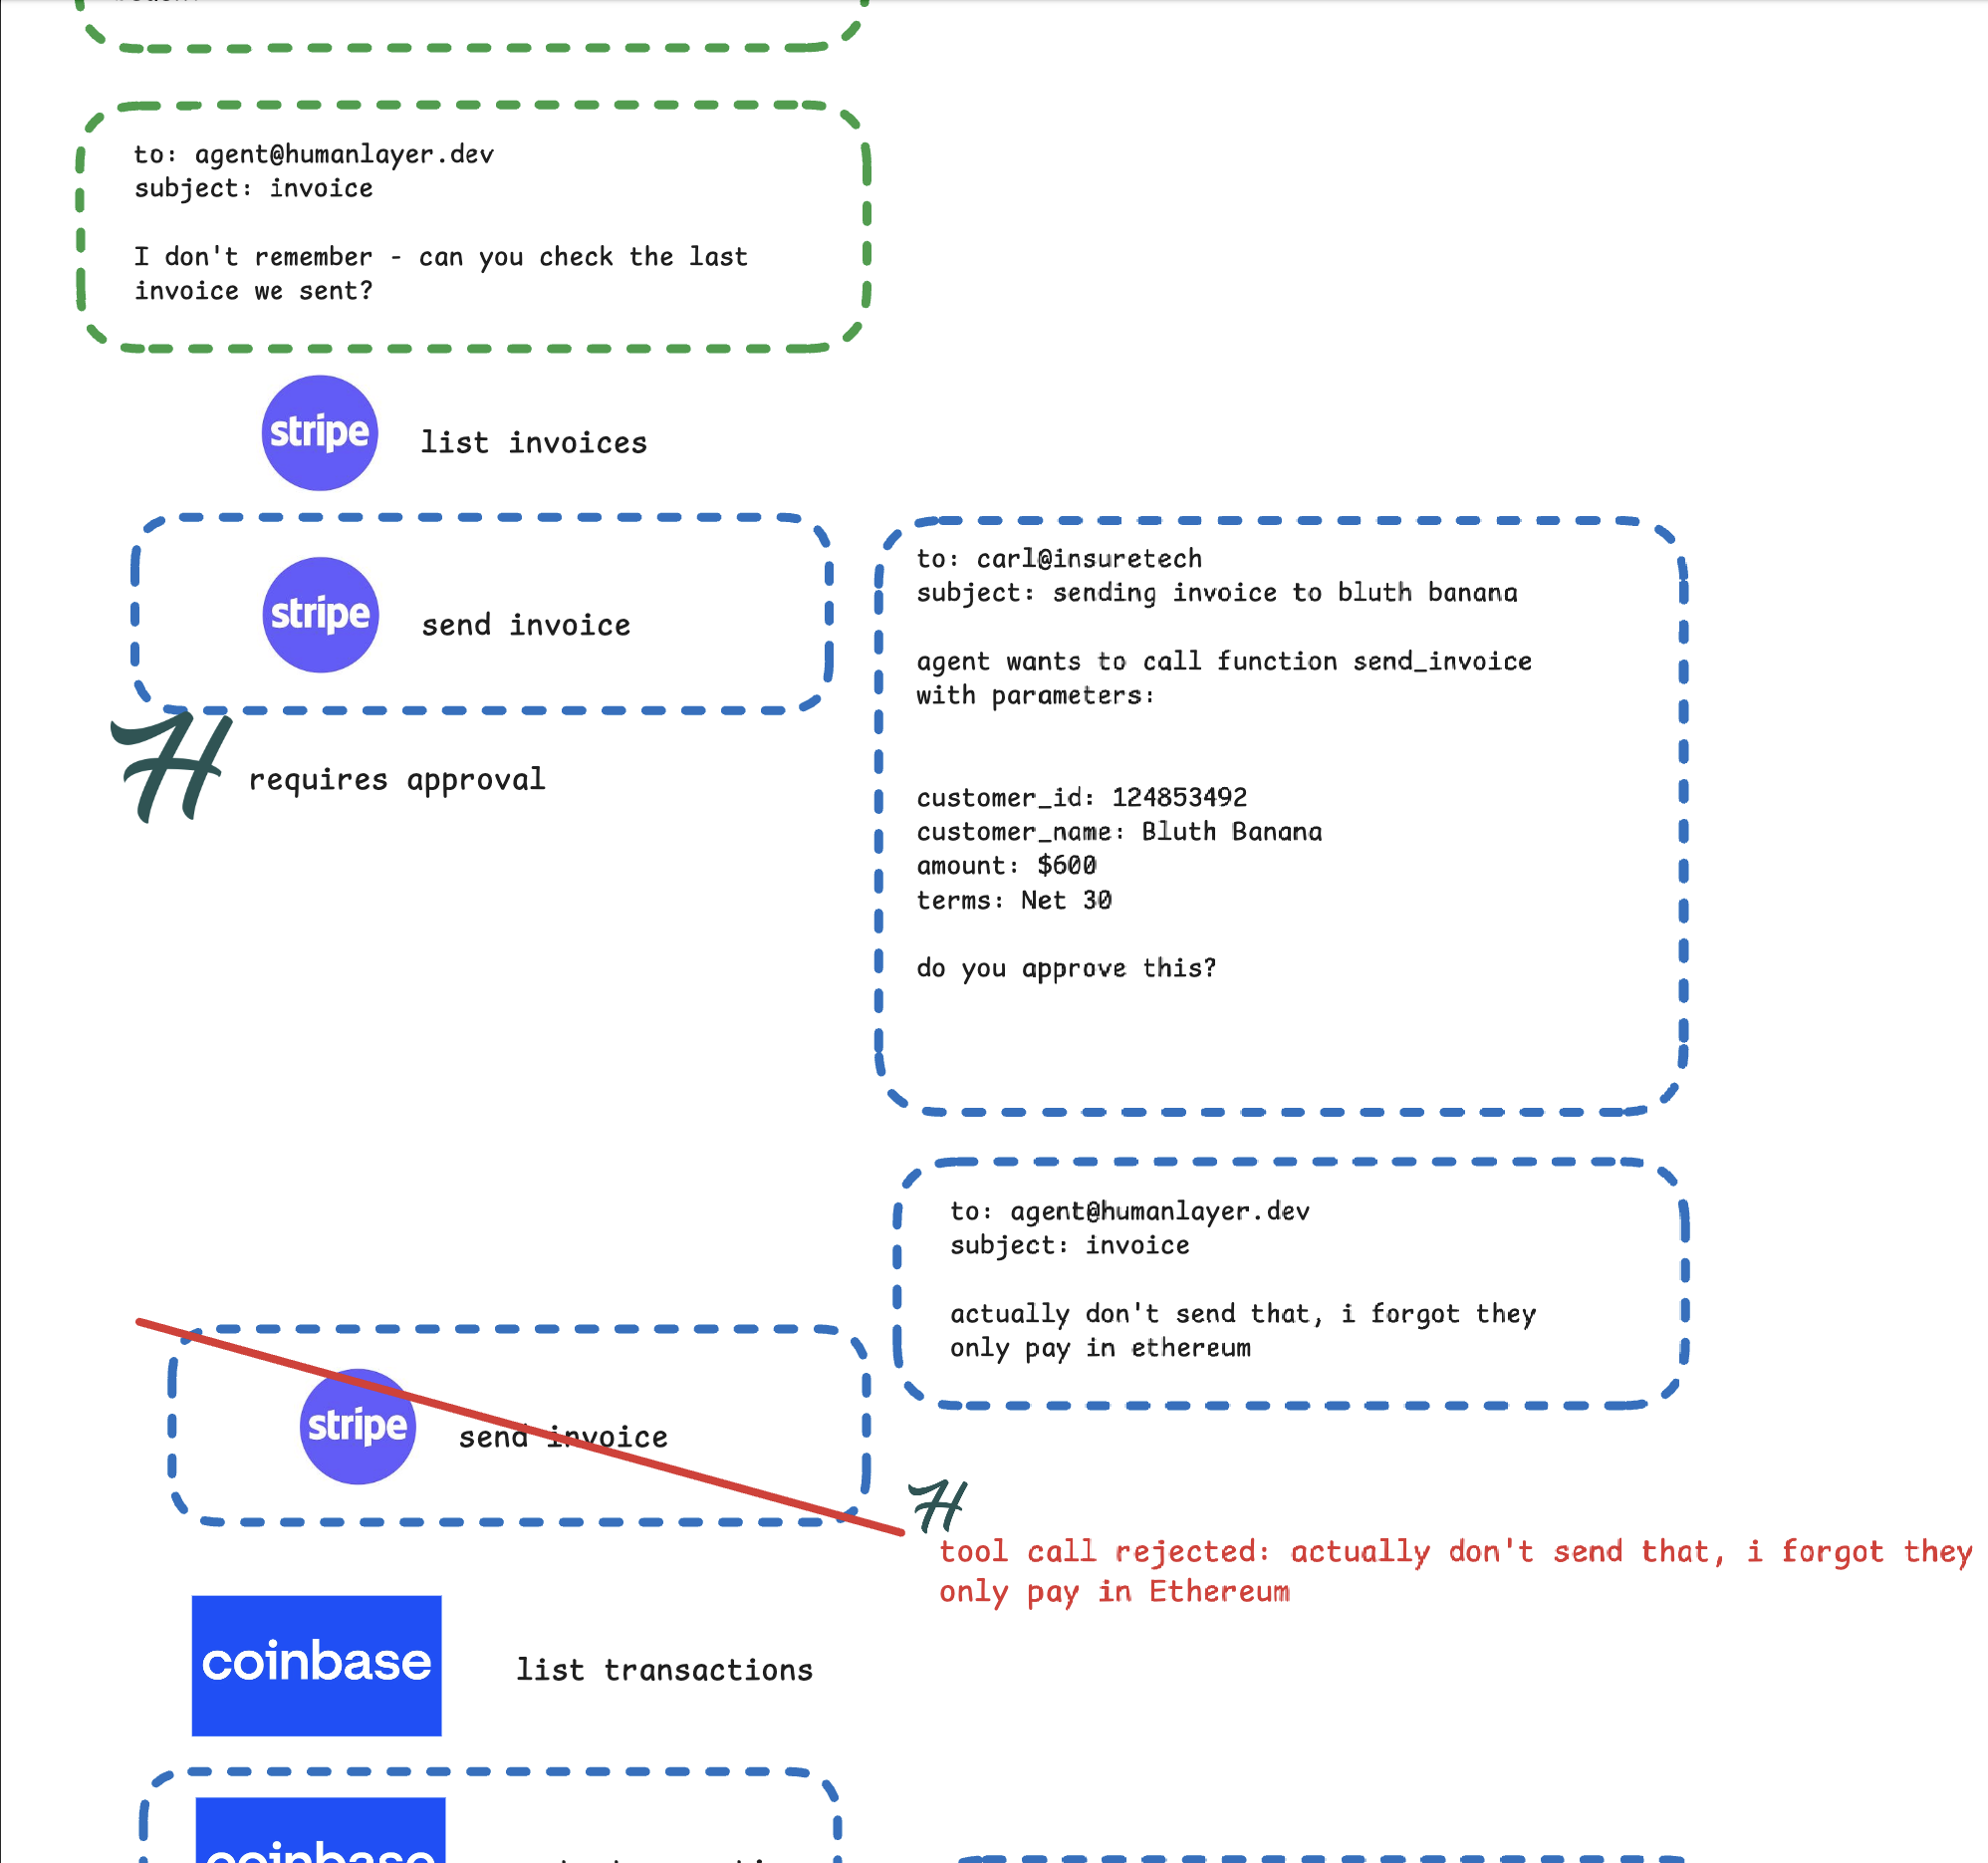 to: agent@humanlayer.dev
subject: invoice
I don't remember - can you check the last
invoice we sent?
stripe
list invoices
stripe
send invoice
H
requires approval
to: carl@insuretech
subject: sending invoice to bluth banana
agent wants to call function send_invoice
with parameters:
customer_id: 124853492
customer_name: Bluth Banana
amount: $600
terms: Net 30
do you approve this?
to: agent@humanlayer.dev
subject: invoice
actually don't send that, i forgot they
only pay in ethereum
stripe
send invoice
H
tool call rejected: actually don't send that, i forgot they
only pay in Ethereum
coinbase
list transactions
coinbase